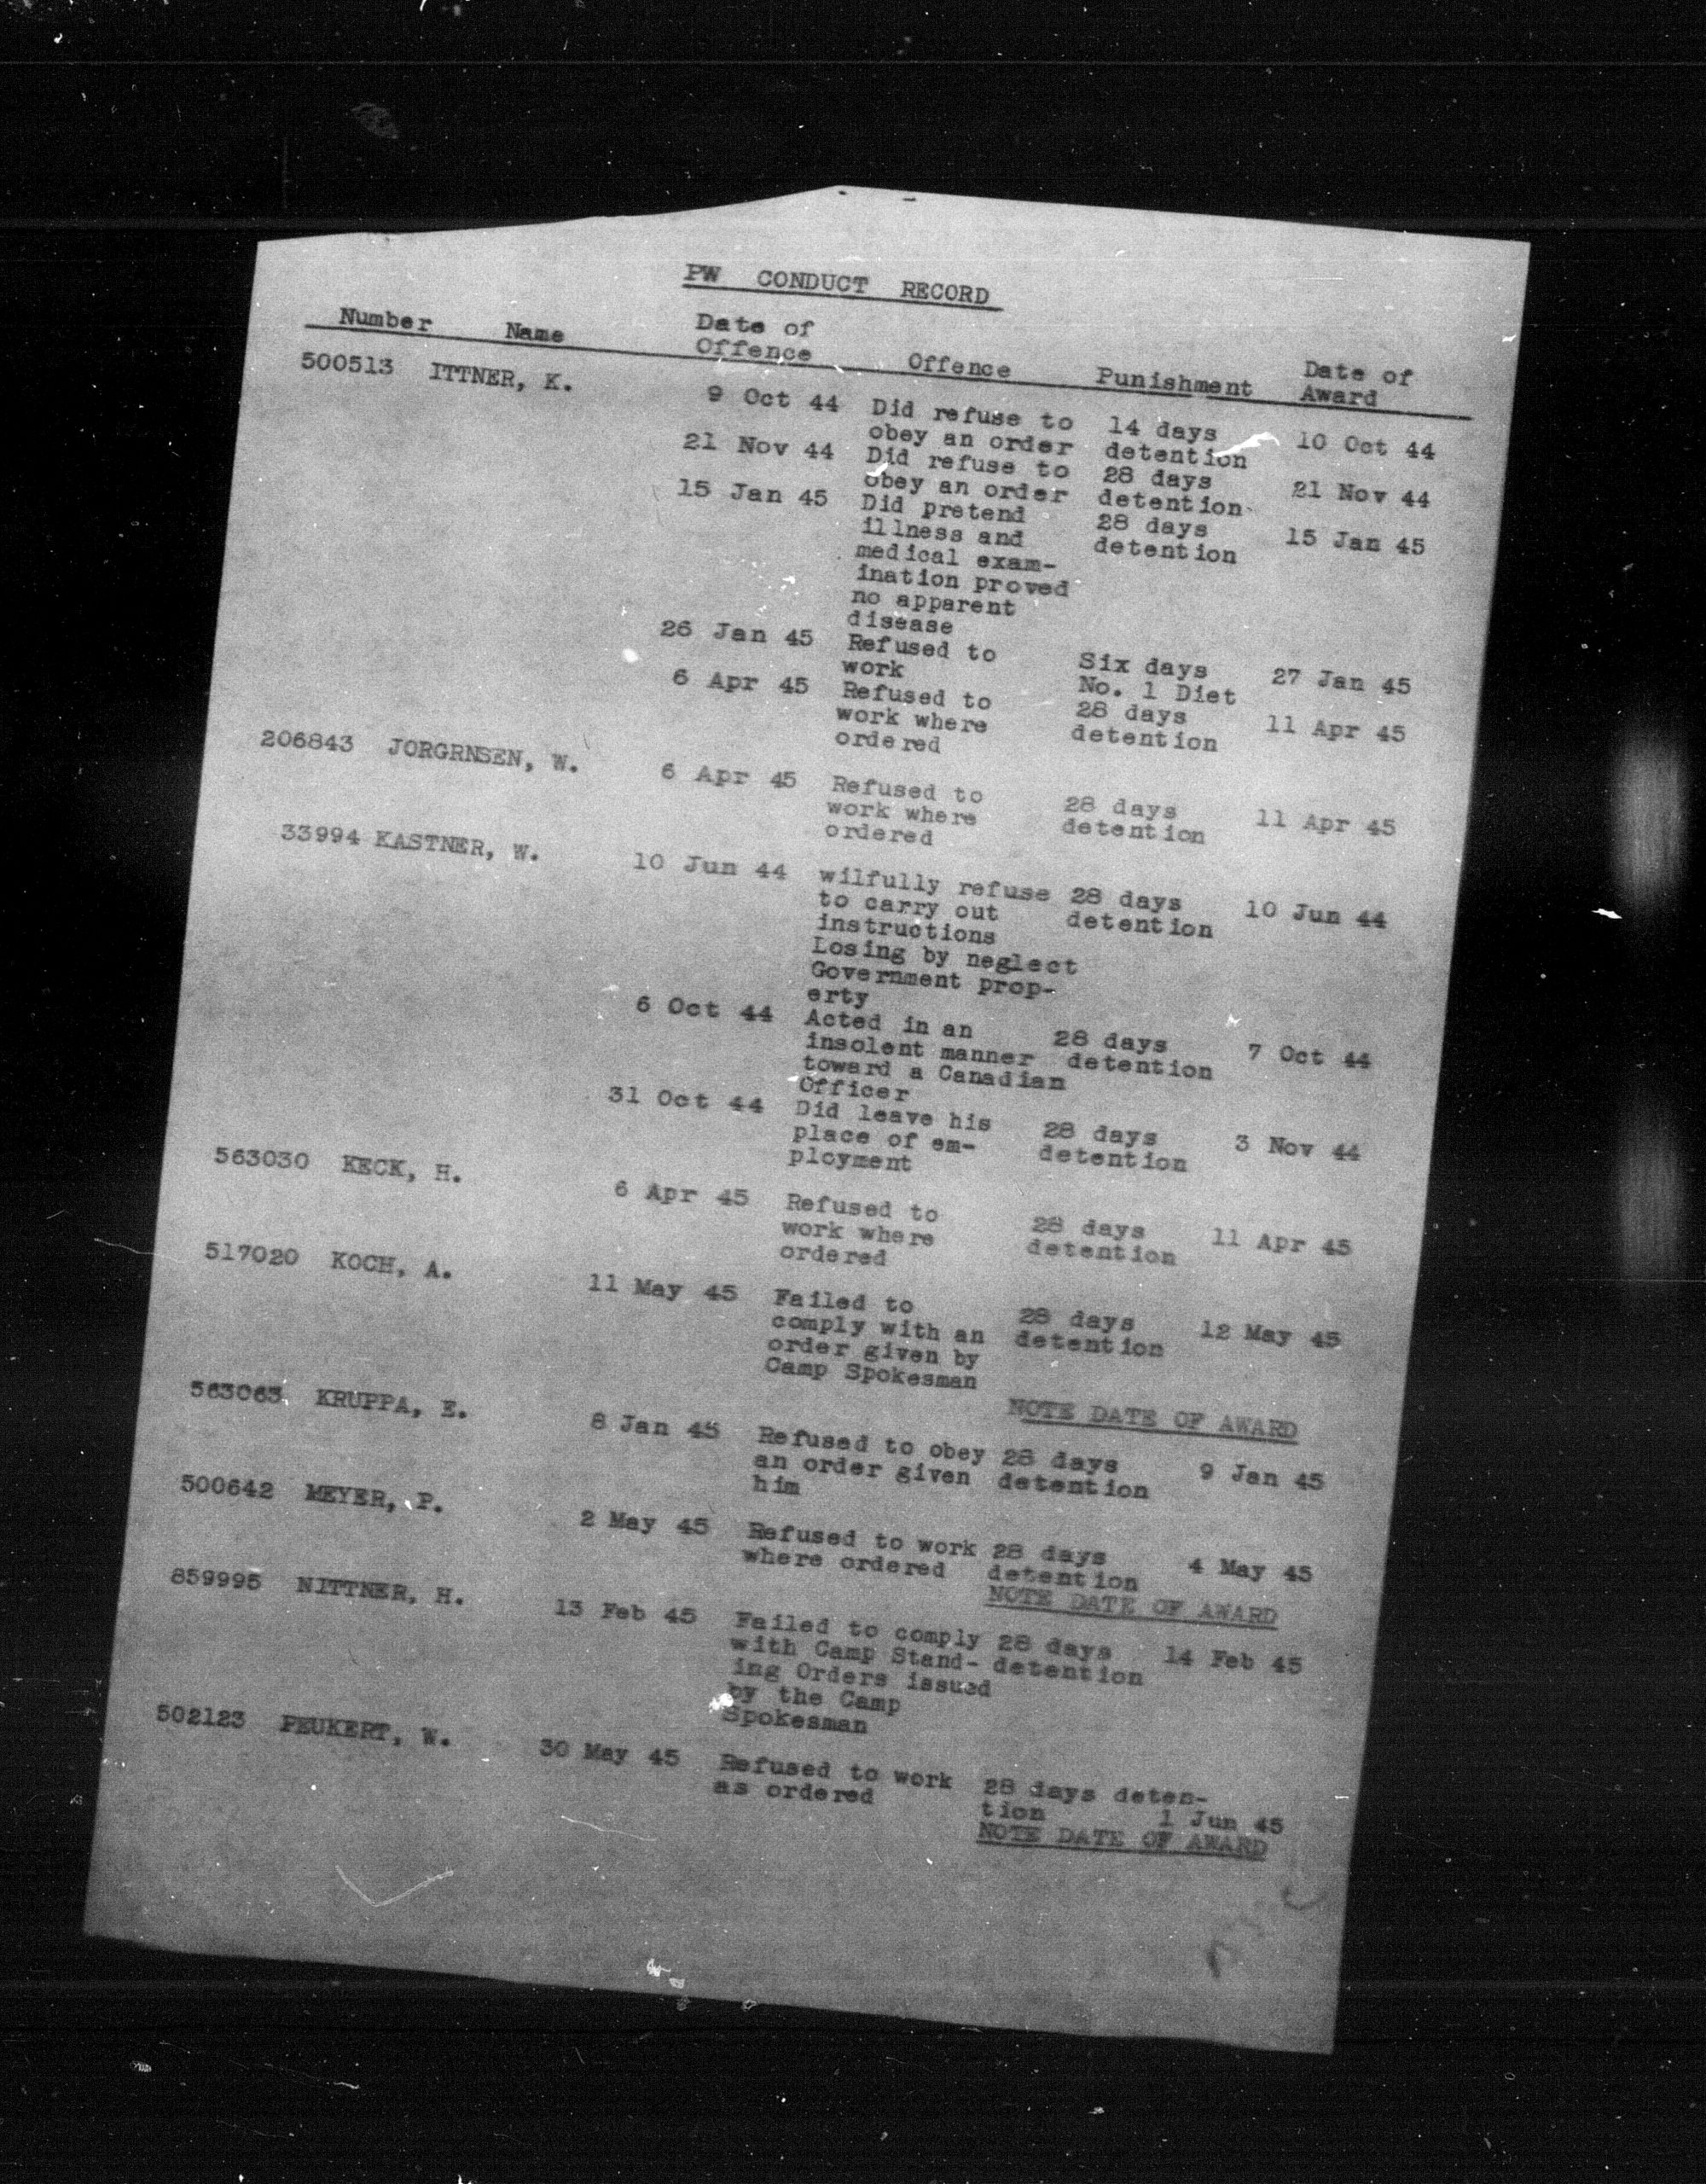 PW CONDUCT RECORD
Number Name Date of Offence Offence Punishment Date of Award
500513 ITTNER, K.
9 Oct 44 Did refuse to 14 days 10 Oct 44
obey an order detention
21 Nov 44 Did refuse to 28 days 21 Nov 44
obey an order detention
15 Jan 45 Did pretend 28 days 15 Jan 45
illness and detention
medical exam-
ination proved
no apparent
disease
26 Jan 45 Refused to Six days 27 Jan 45
work No. 1 Diet
6 Apr 45 Refused to 28 days 11 Apr 45
work where detention
ordered
206843 JORGRNSEN, W.
6 Apr 45 Refused to 28 days 11 Apr 45
work where detention
ordered
33994 KASTNER, W.
10 Jun 44 wilfully refuse 28 days 10 Jun 44
to carry out detention
instructions
Losing by neglect
Government prop-
erty
6 Oct 44 Acted in an 28 days 7 Oct 44
insolent manner detention
toward a Canadian
Officer
31 Oct 44 Did leave his 28 days 3 Nov 44
place of em- detention
ployment
563030 KECK, H.
6 Apr 45 Refused to 28 days 11 Apr 45
work where detention
ordered
517020 KOCH, A.
11 May 45 Failed to 28 days 12 May 45
comply with an detention
order given by
Camp Spokesman
NOTE DATE OF AWARD
563063 KRUPPA, E.
8 Jan 45 Refused to obey 28 days 9 Jan 45
an order given detention
him
500642 MEYER, P.
2 May 45 Refused to work 28 days 4 May 45
where ordered detention
NOTE DATE OF AWARD
859995 NITTNER, H.
13 Feb 45 Failed to comply 28 days 14 Feb 45
with Camp Stand- detention
ing Orders issued
by the Camp
Spokesman
502123 PEUKERT, W.
30 May 45 Refused to work 28 days deten-
as ordered tion 1 Jun 45
NOTE DATE OF AWARD